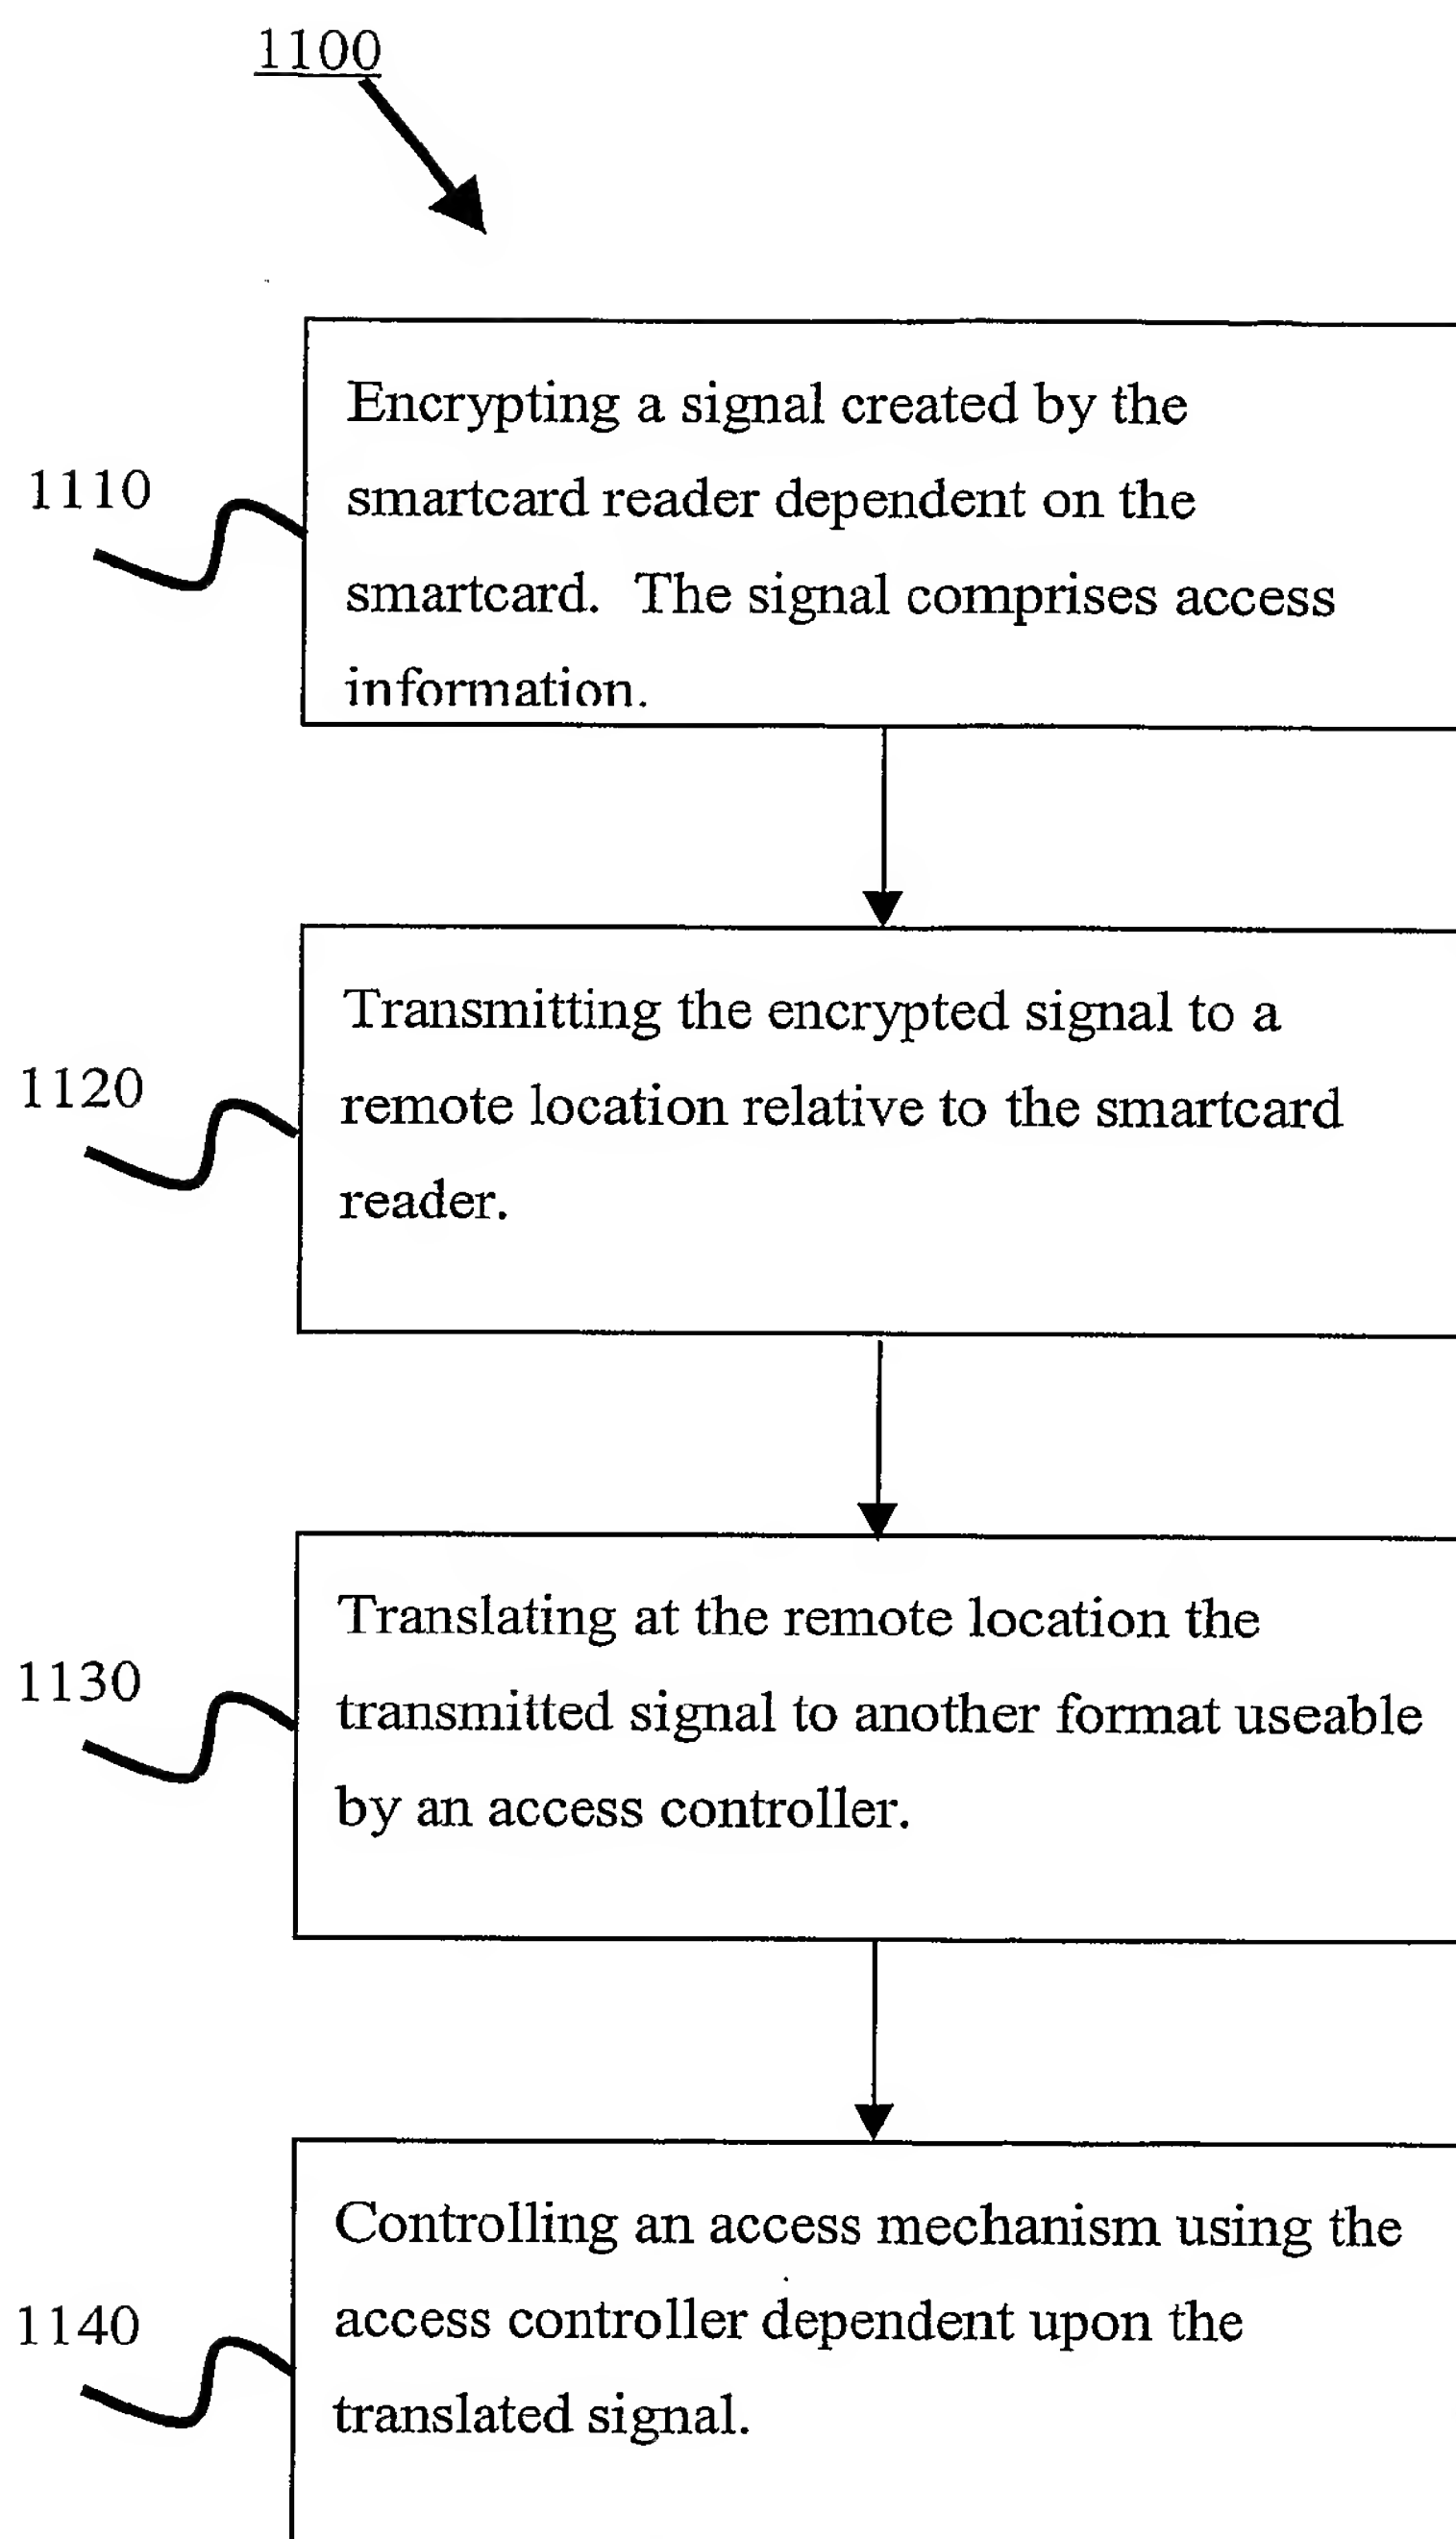 1100
1110
Encrypting a signal created by the
smartcard reader dependent on the
smartcard.  The signal comprises access
information.
1120
Transmitting the encrypted signal to a
remote location relative to the smartcard
reader.
1130
Translating at the remote location the
transmitted signal to another format useable
by an access controller.
1140
Controlling an access mechanism using the
access controller dependent upon the
translated signal.